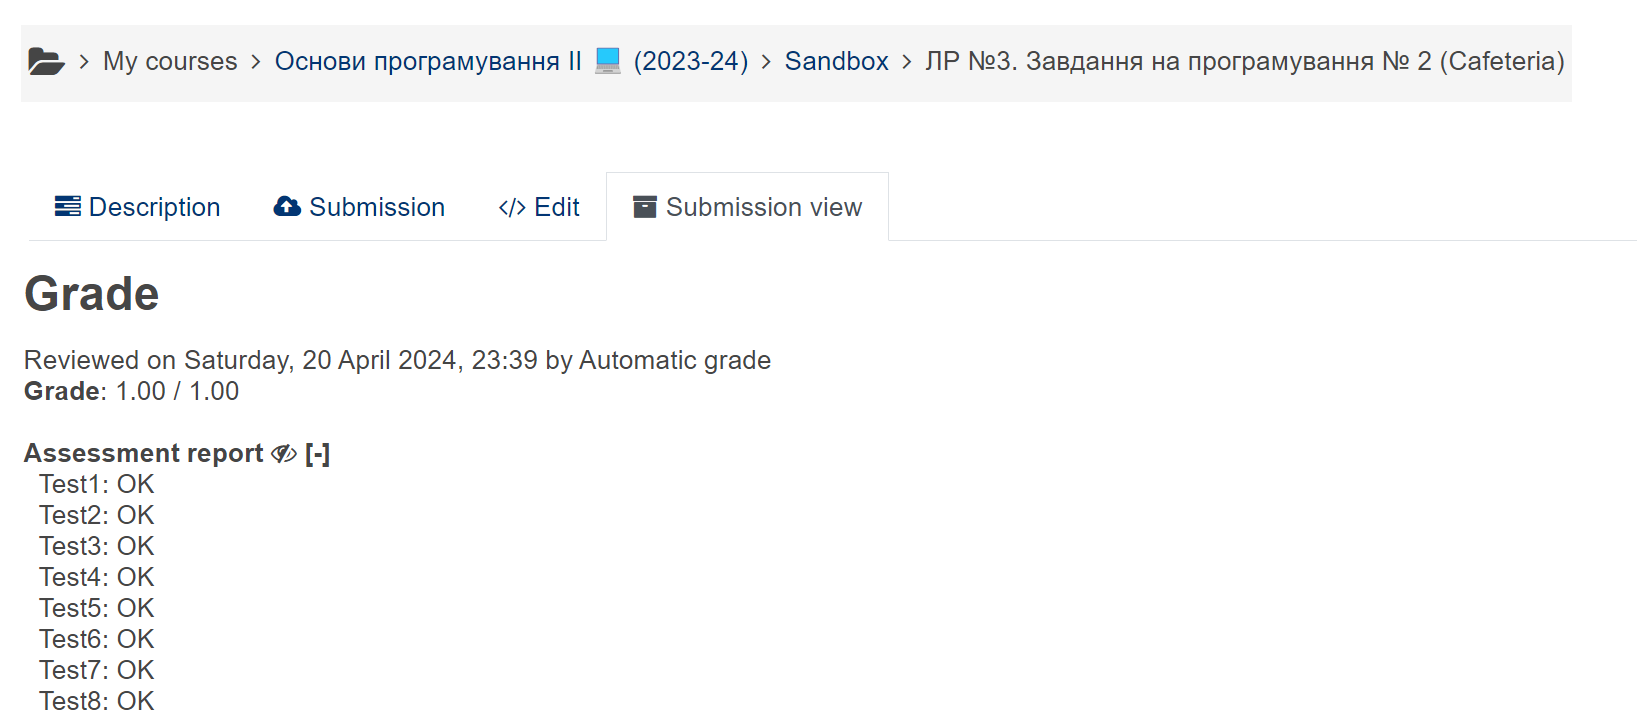 > My courses > Основи програмування II 💻 (2023-24) > Sandbox > ЛР №3. Завдання на програмування № 2 (Cafeteria)
Description Submission </> Edit Submission view
Grade
Reviewed on Saturday, 20 April 2024, 23:39 by Automatic grade
Grade: 1.00 / 1.00
Assessment report [-]
Test1: OK
Test2: OK
Test3: OK
Test4: OK
Test5: OK
Test6: OK
Test7: OK
Test8: OK